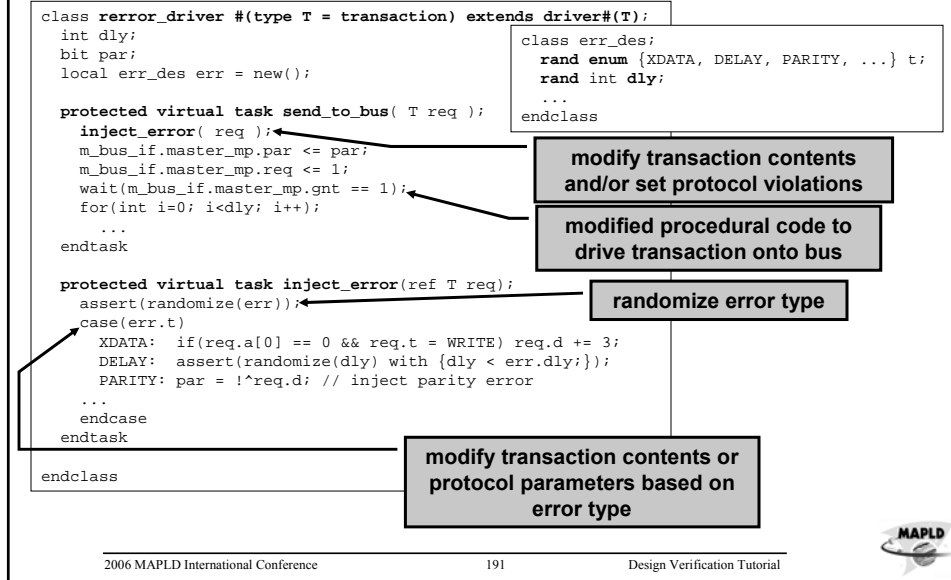 class rerror_driver #(type T = transaction) extends driver#(T);
int dly;
bit par;
local err_des err = new();
class err_des;
rand enum {XDATA, DELAY, PARITY, ...} t;
rand int dly;
...
endclass
protected virtual task send_to_bus( T req );
inject_error( req );
m_bus_if.master_mp.par <= par;
m_bus_if.master_mp.req <= 1;
wait(m_bus_if.master_mp.gnt == 1);
for(int i=0; i<dly; i++);
...
endtask
modify transaction contents
and/or set protocol violations
modified procedural code to
drive transaction onto bus
protected virtual task inject_error(ref T req);
assert(randomize(err));
case(err.t)
XDATA: if(req.a[0] == 0 && req.t = WRITE) req.d += 3;
DELAY: assert(randomize(dly) with {dly < err.dly;});
PARITY: par = !^req.d; // inject parity error
...
endcase
endtask
randomize error type
endclass
modify transaction contents or
protocol parameters based on
error type
MAPLD
2006 MAPLD International Conference 191 Design Verification Tutorial